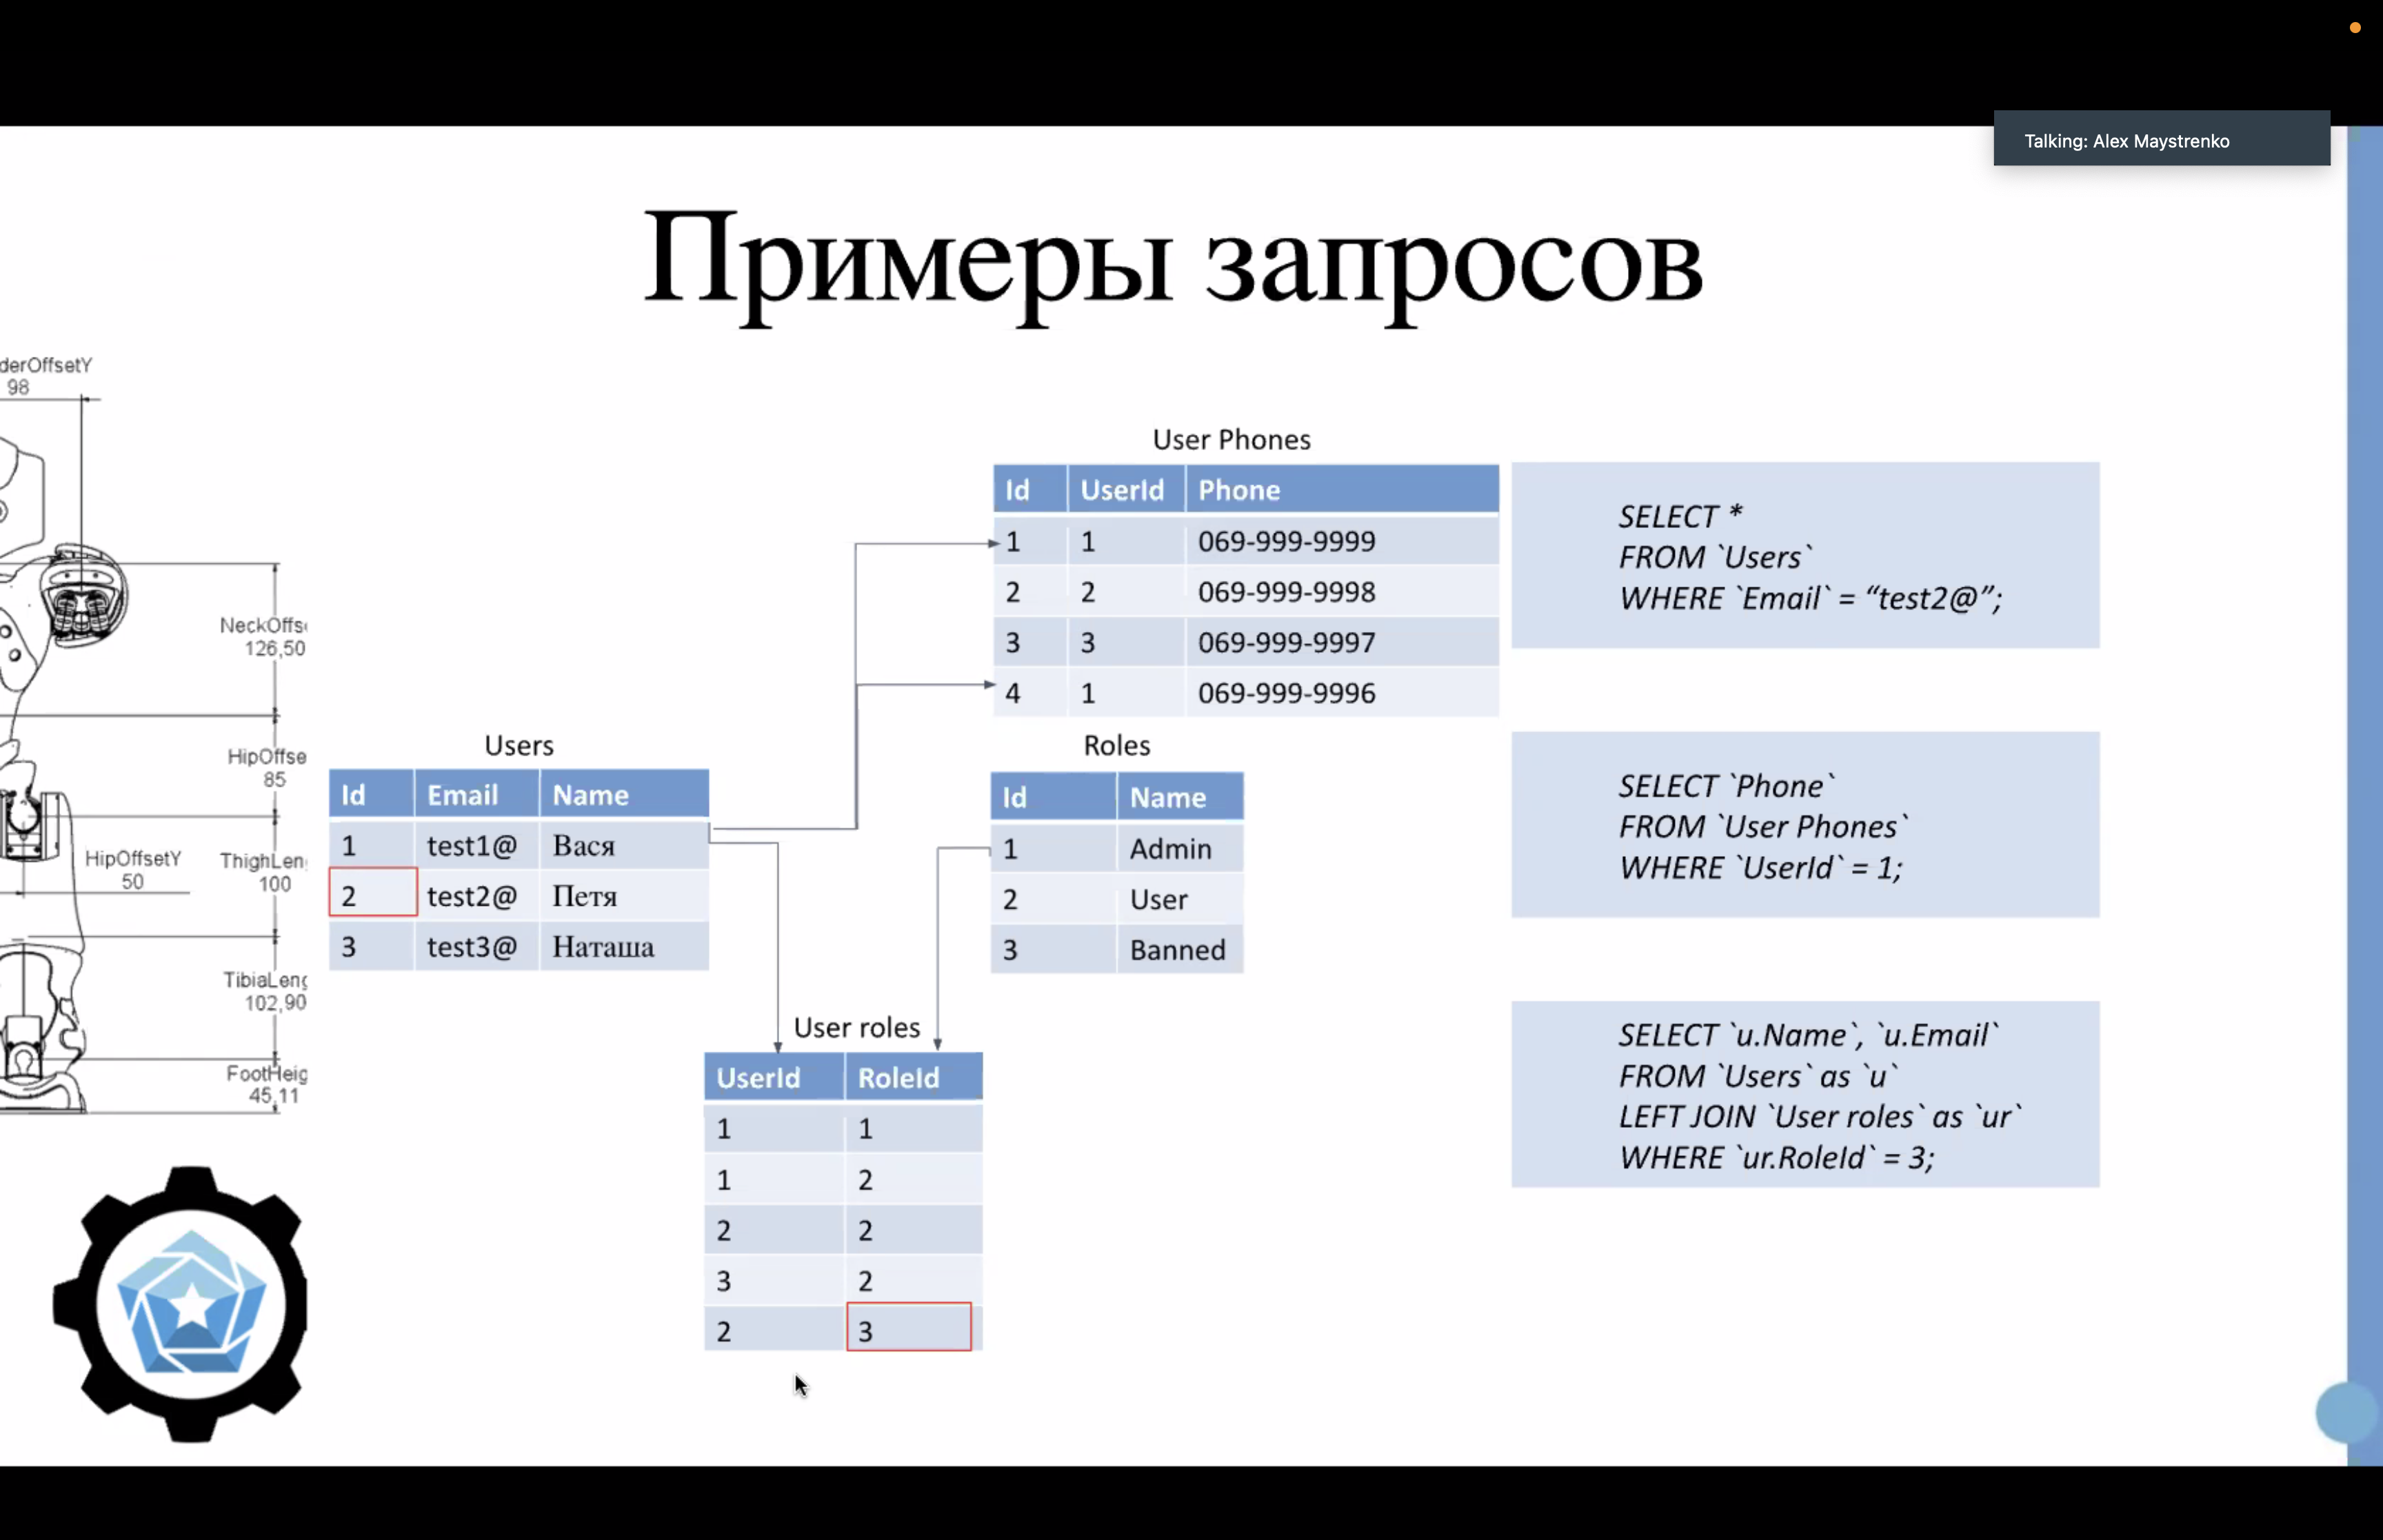 Talking: Alex Maystrenko
Примеры запросов
derOffsetY
98
NeckOffs
126,50
HipOffse
85
HipOffsetY
50
ThighLen
100
TibiaLeng
102,90
FootHeig
45,11
User Phones
Id UserId Phone
1 1 069-999-9999
2 2 069-999-9998
3 3 069-999-9997
4 1 069-999-9996
Users
Id Email Name
1 test1@ Вася
2 test2@ Петя
3 test3@ Наташа
Roles
Id Name
1 Admin
2 User
3 Banned
User roles
UserId RoleId
1 1
1 2
2 2
3 2
2 3
SELECT *
FROM `Users`
WHERE `Email` = “test2@”;
SELECT `Phone`
FROM `User Phones`
WHERE `UserId` = 1;
SELECT `u.Name`, `u.Email`
FROM `Users` as `u`
LEFT JOIN `User roles` as `ur`
WHERE `ur.RoleId` = 3;